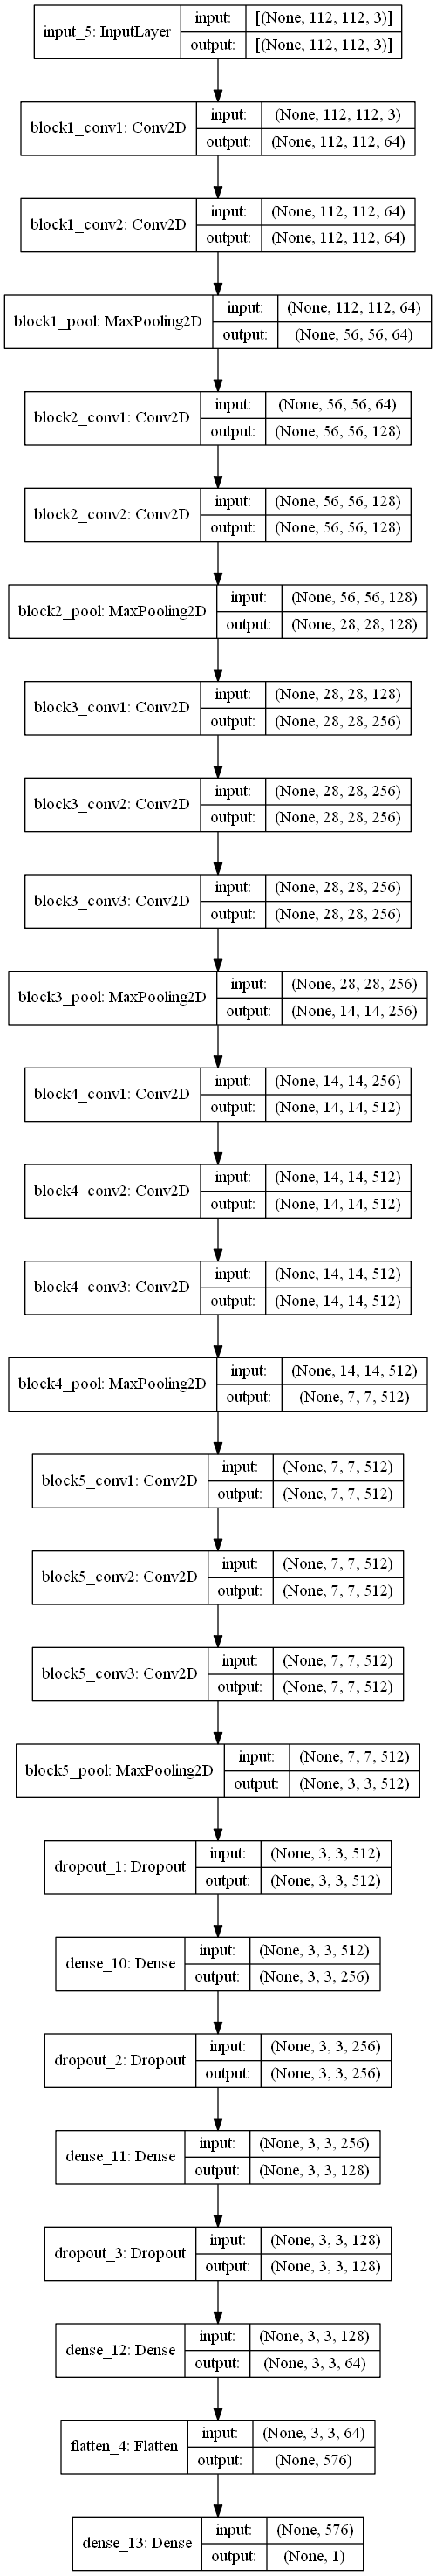 input_5: InputLayer
input: [(None, 112, 112, 3)]
output: [(None, 112, 112, 3)]
block1_conv1: Conv2D
input: (None, 112, 112, 3)
output: (None, 112, 112, 64)
block1_conv2: Conv2D
input: (None, 112, 112, 64)
output: (None, 112, 112, 64)
block1_pool: MaxPooling2D
input: (None, 112, 112, 64)
output: (None, 56, 56, 64)
block2_conv1: Conv2D
input: (None, 56, 56, 64)
output: (None, 56, 56, 128)
block2_conv2: Conv2D
input: (None, 56, 56, 128)
output: (None, 56, 56, 128)
block2_pool: MaxPooling2D
input: (None, 56, 56, 128)
output: (None, 28, 28, 128)
block3_conv1: Conv2D
input: (None, 28, 28, 128)
output: (None, 28, 28, 256)
block3_conv2: Conv2D
input: (None, 28, 28, 256)
output: (None, 28, 28, 256)
block3_conv3: Conv2D
input: (None, 28, 28, 256)
output: (None, 28, 28, 256)
block3_pool: MaxPooling2D
input: (None, 28, 28, 256)
output: (None, 14, 14, 256)
block4_conv1: Conv2D
input: (None, 14, 14, 256)
output: (None, 14, 14, 512)
block4_conv2: Conv2D
input: (None, 14, 14, 512)
output: (None, 14, 14, 512)
block4_conv3: Conv2D
input: (None, 14, 14, 512)
output: (None, 14, 14, 512)
block4_pool: MaxPooling2D
input: (None, 14, 14, 512)
output: (None, 7, 7, 512)
block5_conv1: Conv2D
input: (None, 7, 7, 512)
output: (None, 7, 7, 512)
block5_conv2: Conv2D
input: (None, 7, 7, 512)
output: (None, 7, 7, 512)
block5_conv3: Conv2D
input: (None, 7, 7, 512)
output: (None, 7, 7, 512)
block5_pool: MaxPooling2D
input: (None, 7, 7, 512)
output: (None, 3, 3, 512)
dropout_1: Dropout
input: (None, 3, 3, 512)
output: (None, 3, 3, 512)
dense_10: Dense
input: (None, 3, 3, 512)
output: (None, 3, 3, 256)
dropout_2: Dropout
input: (None, 3, 3, 256)
output: (None, 3, 3, 256)
dense_11: Dense
input: (None, 3, 3, 256)
output: (None, 3, 3, 128)
dropout_3: Dropout
input: (None, 3, 3, 128)
output: (None, 3, 3, 128)
dense_12: Dense
input: (None, 3, 3, 128)
output: (None, 3, 3, 64)
flatten_4: Flatten
input: (None, 3, 3, 64)
output: (None, 576)
dense_13: Dense
input: (None, 576)
output: (None, 1)